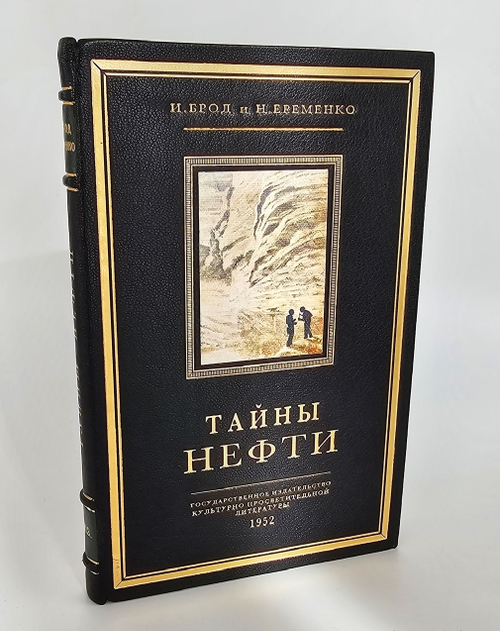 И. БРОД и Н. ЕРЕМЕНКО
ТАЙНЫ
НЕФТИ
ГОСУДАРСТВЕННОЕ ИЗДАТЕЛЬСТВО
КУЛЬТУРНО ПРОСВЕТИТЕЛЬНОЙ
ЛИТЕРАТУРЫ
1952